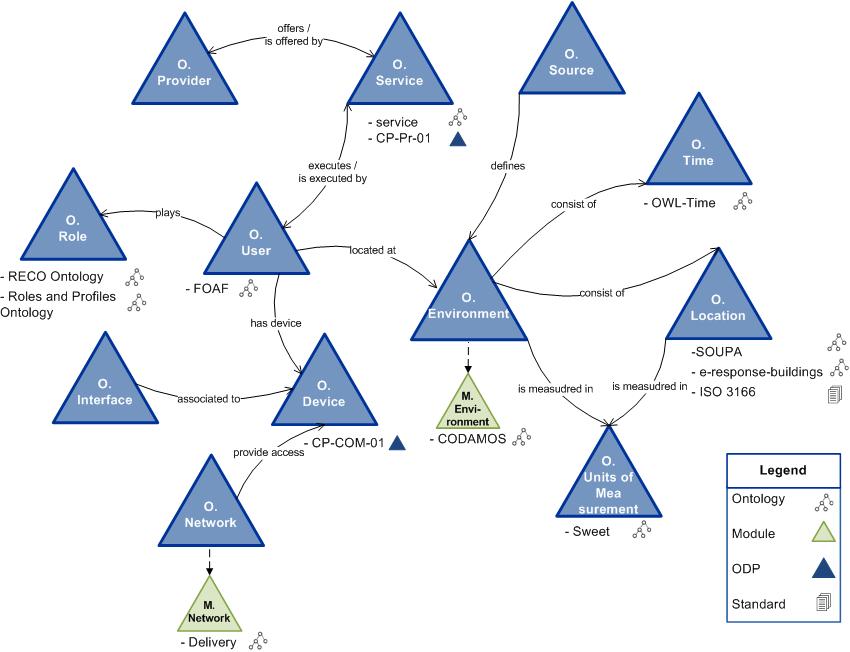 offers /
is offered by
O.
Provider
O.
Service
O.
Source
- service
- CP-Pr-01
O.
Time
- OWL-Time
executes /
is executed by
defines
consist of
plays
O.
Role
- RECO Ontology
- Roles and Profiles
Ontology
O.
User
- FOAF
located at
has device
O.
Environment
consist of
O.
Location
-SOUPA
- e-response-buildings
- ISO 3166
is measudred in
is measudred in
O.
Interface
associated to
O.
Device
- CP-COM-01
M.
Envi-
ronment
- CODAMOS
provide access
O.
Network
O.
Units of
Mea
surement
- Sweet
M.
Network
- Delivery
Legend
Ontology
Module
ODP
Standard